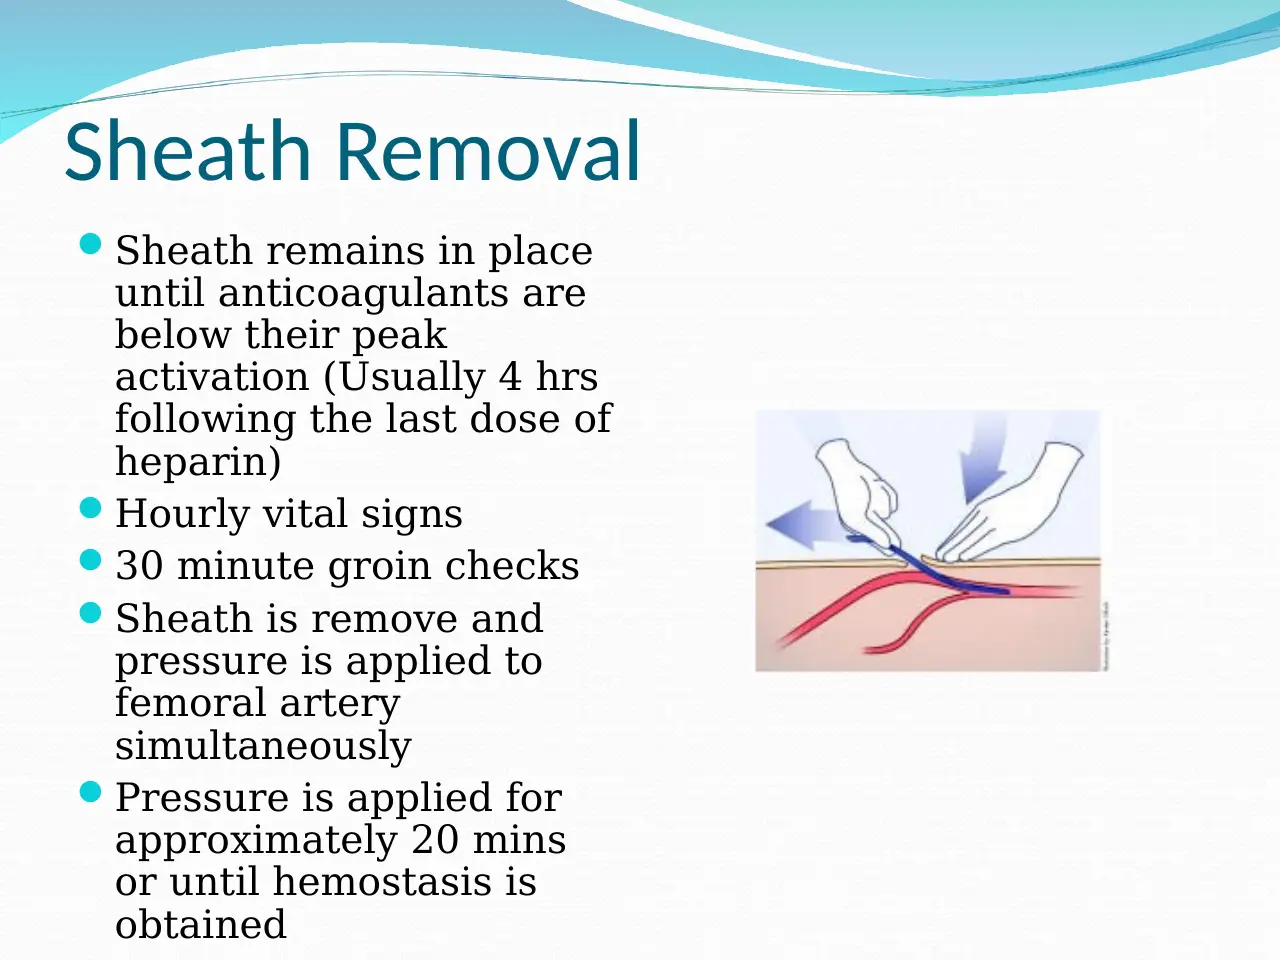 Sheath Removal
Sheath remains in place
until anticoagulants are
below their peak
activation (Usually 4 hrs
following the last dose of
heparin)
Hourly vital signs
30 minute groin checks
Sheath is remove and
pressure is applied to
femoral artery
simultaneously
Pressure is applied for
approximately 20 mins
or until hemostasis is
obtained